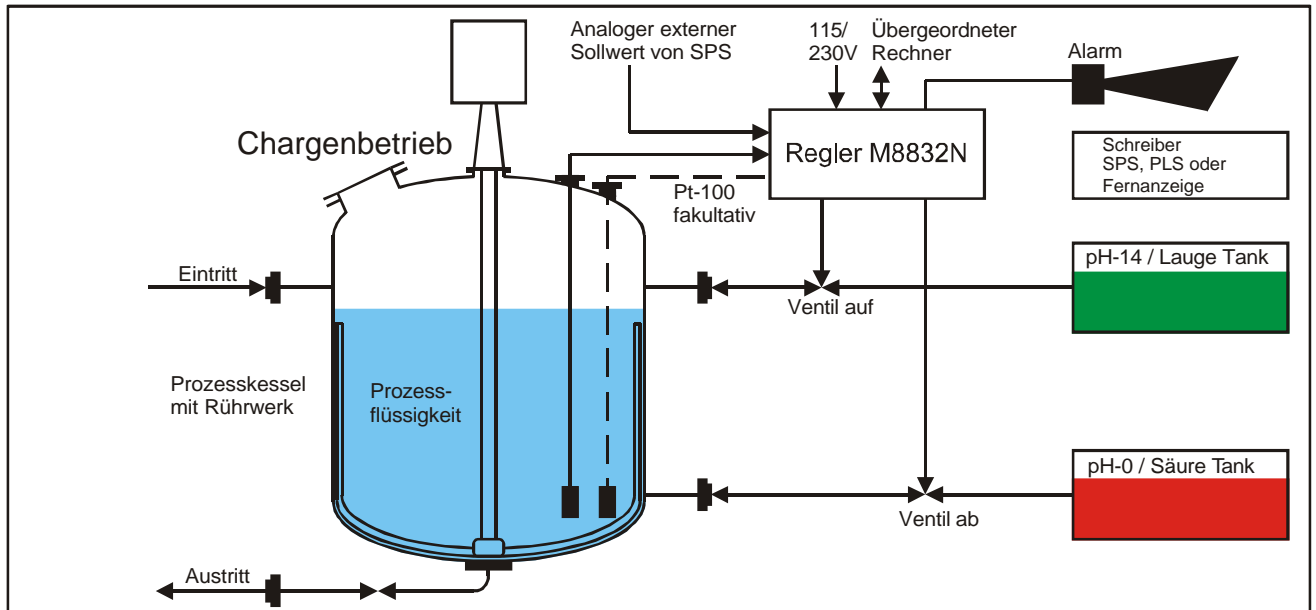 Analoger externer
Sollwert von SPS
115/
230V
Übergeordneter
Rechner
Alarm
Chargenbetrieb
Regler M8832N
Schreiber
SPS, PLS oder
Fernanzeige
Pt-100
fakultativ
Eintritt
pH-14 / Lauge Tank
Ventil auf
Prozesskessel
mit Rührwerk
Prozess-
flüssigkeit
pH-0 / Säure Tank
Ventil ab
Austritt